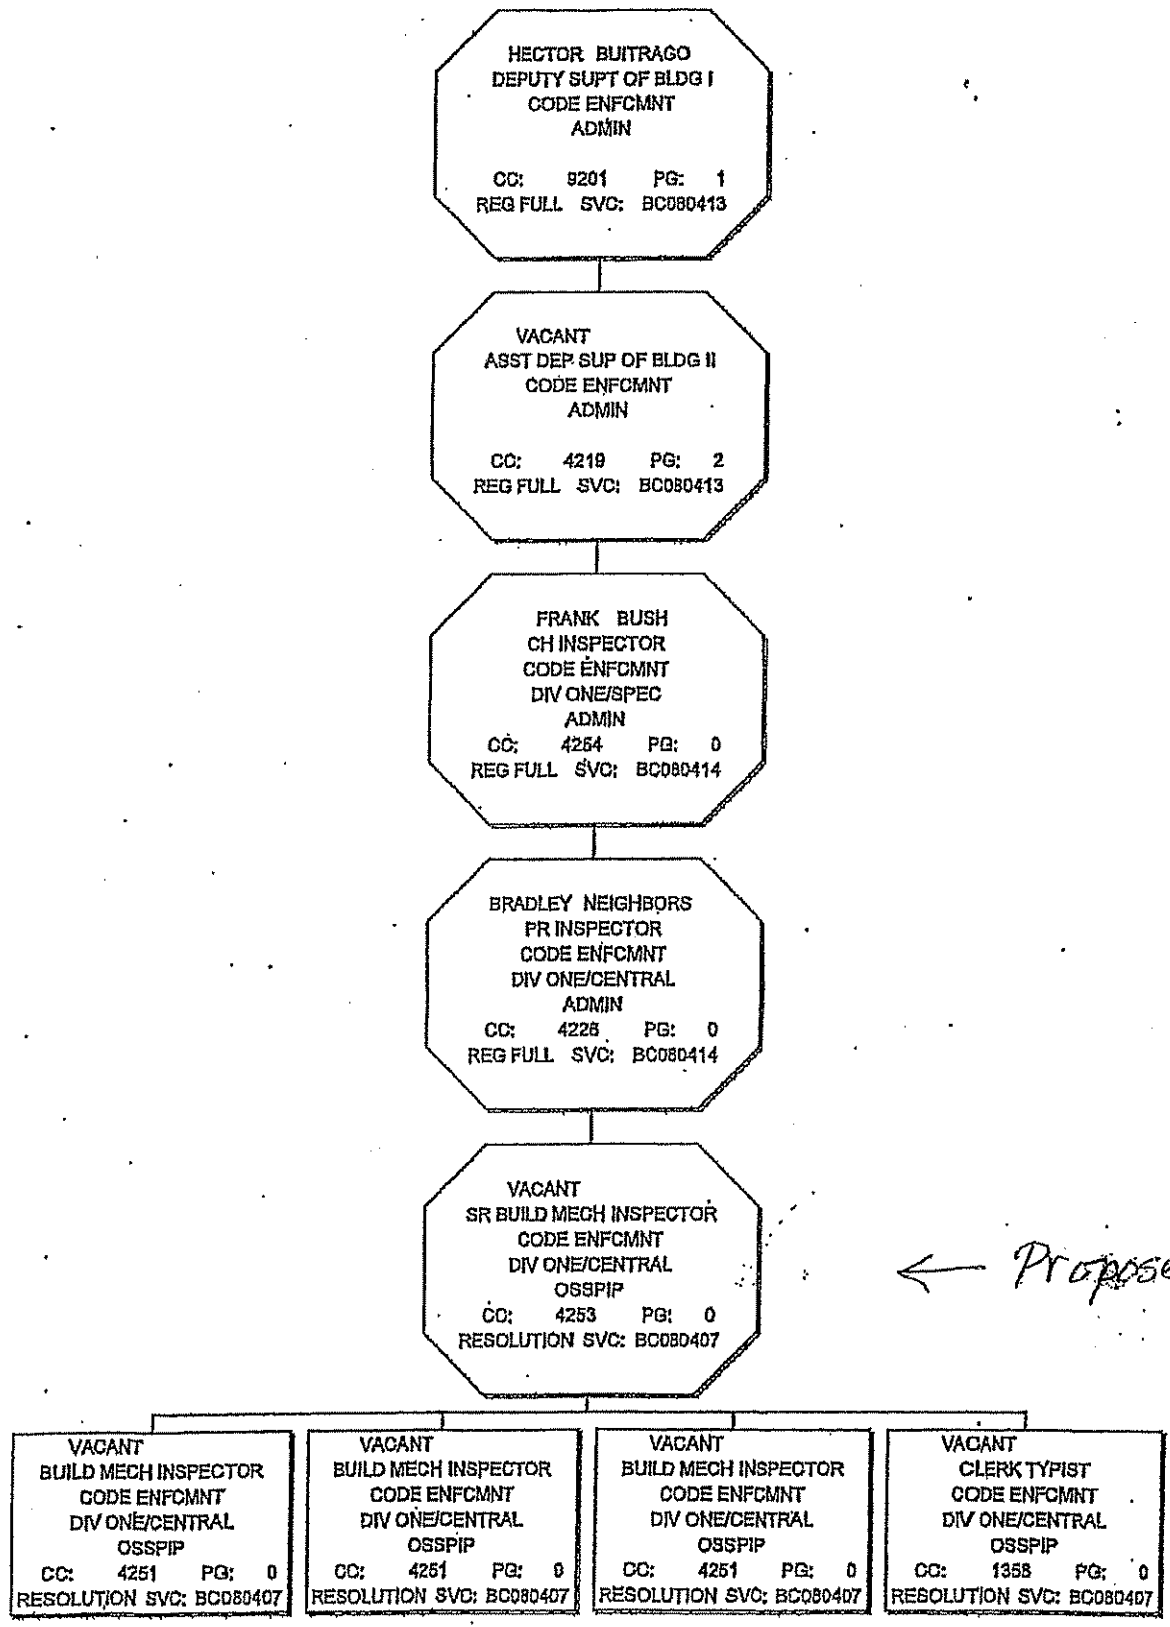 HECTOR BUITRAGO
DEPUTY SUPT OF BLDG I
CODE ENFCMNT
ADMIN
CC: 9201 PG: 1
REG FULL SVC: BC080413
VACANT
ASST DEP SUP OF BLDG II
CODE ENFCMNT
ADMIN
CC: 4219 PG: 2
REG FULL SVC: BC080413
FRANK BUSH
CH INSPECTOR
CODE ENFCMNT
DIV ONE/SPEC
ADMIN
CC: 4254 PG: 0
REG FULL SVC: BC080414
BRADLEY NEIGHBORS
PR INSPECTOR
CODE ENFCMNT
DIV ONE/CENTRAL
ADMIN
CC: 4226 PG: 0
REG FULL SVC: BC080414
VACANT
SR BUILD MECH INSPECTOR
CODE ENFCMNT
DIV ONE/CENTRAL
OSSPIP
CC: 4253 PG: 0
RESOLUTION SVC: BC080407
← Propose
VACANT
BUILD MECH INSPECTOR
CODE ENFCMNT
DIV ONE/CENTRAL
OSSPIP
CC: 4251 PG: 0
RESOLUTION SVC: BC080407
VACANT
BUILD MECH INSPECTOR
CODE ENFCMNT
DIV ONE/CENTRAL
OSSPIP
CC: 4251 PG: 0
RESOLUTION SVC: BC080407
VACANT
BUILD MECH INSPECTOR
CODE ENFCMNT
DIV ONE/CENTRAL
OSSPIP
CC: 4251 PG: 0
RESOLUTION SVC: BC080407
VACANT
CLERK TYPIST
CODE ENFCMNT
DIV ONE/CENTRAL
OSSPIP
CC: 1358 PG: 0
RESOLUTION SVC: BC080407